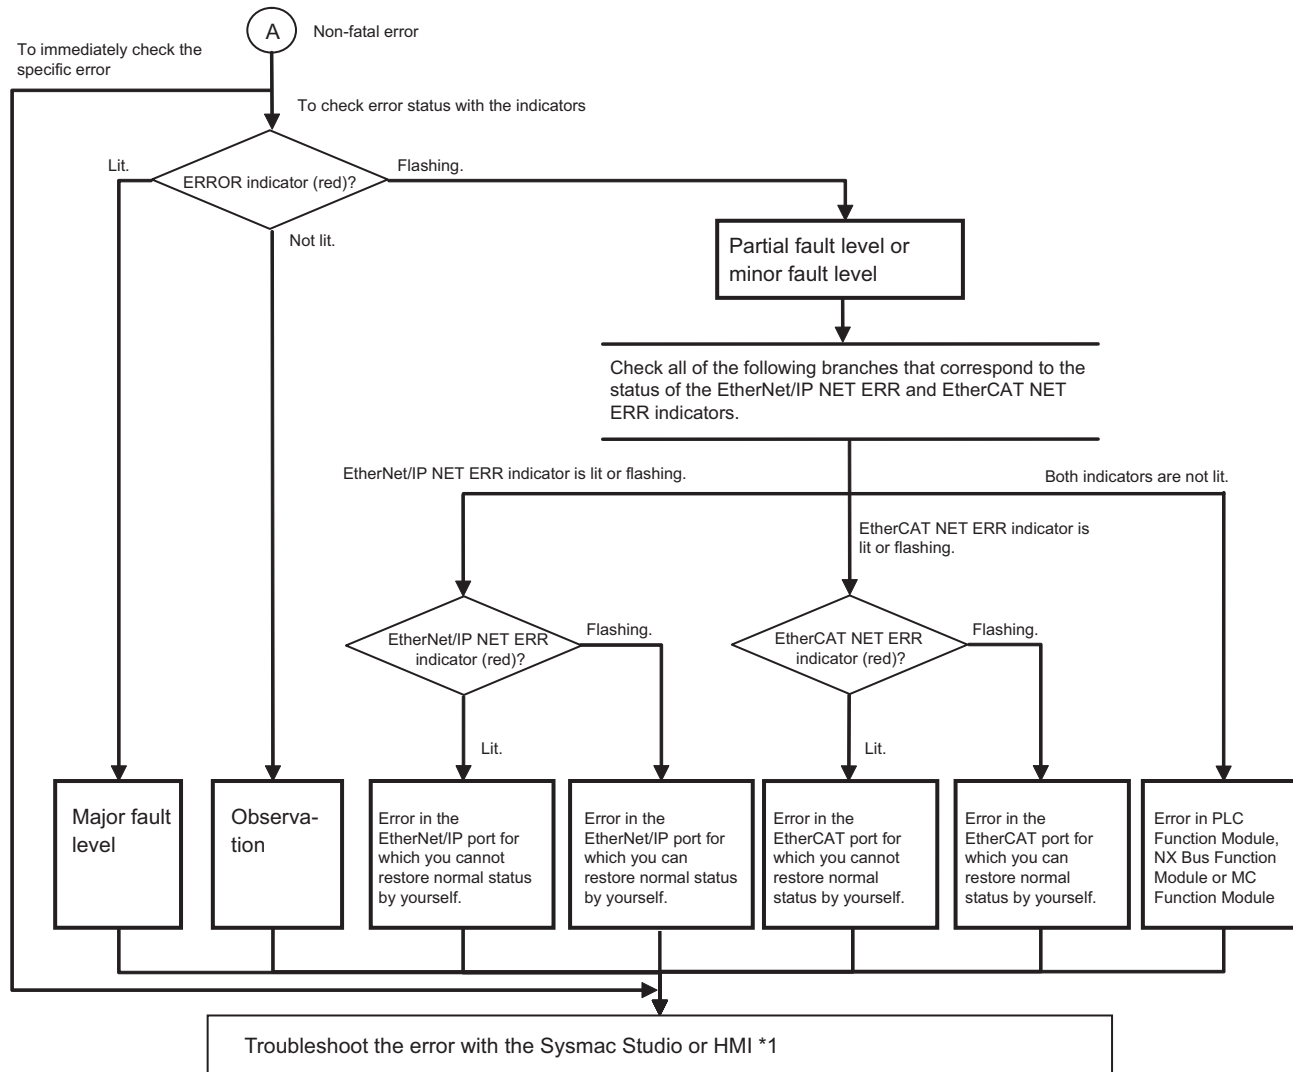 A
Non-fatal error
To immediately check the
specific error
To check error status with the indicators
Lit.
ERROR indicator (red)?
Flashing.
Not lit.
Partial fault level or
minor fault level
Check all of the following branches that correspond to the
status of the EtherNet/IP NET ERR and EtherCAT NET
ERR indicators.
EtherNet/IP NET ERR indicator is lit or flashing.
Both indicators are not lit.
EtherCAT NET ERR indicator is
lit or flashing.
EtherNet/IP NET ERR
indicator (red)?
Flashing.
EtherCAT NET ERR
indicator (red)?
Flashing.
Lit.
Lit.
Major fault
level
Observa-
tion
Error in the
EtherNet/IP port for
which you cannot
restore normal status
by yourself.
Error in the
EtherNet/IP port for
which you can
restore normal status
by yourself.
Error in the
EtherCAT port for
which you cannot
restore normal
status by yourself.
Error in the
EtherCAT port for
which you can
restore normal
status by yourself.
Error in PLC
Function Module,
NX Bus Function
Module or MC
Function Module
Troubleshoot the error with the Sysmac Studio or HMI *1